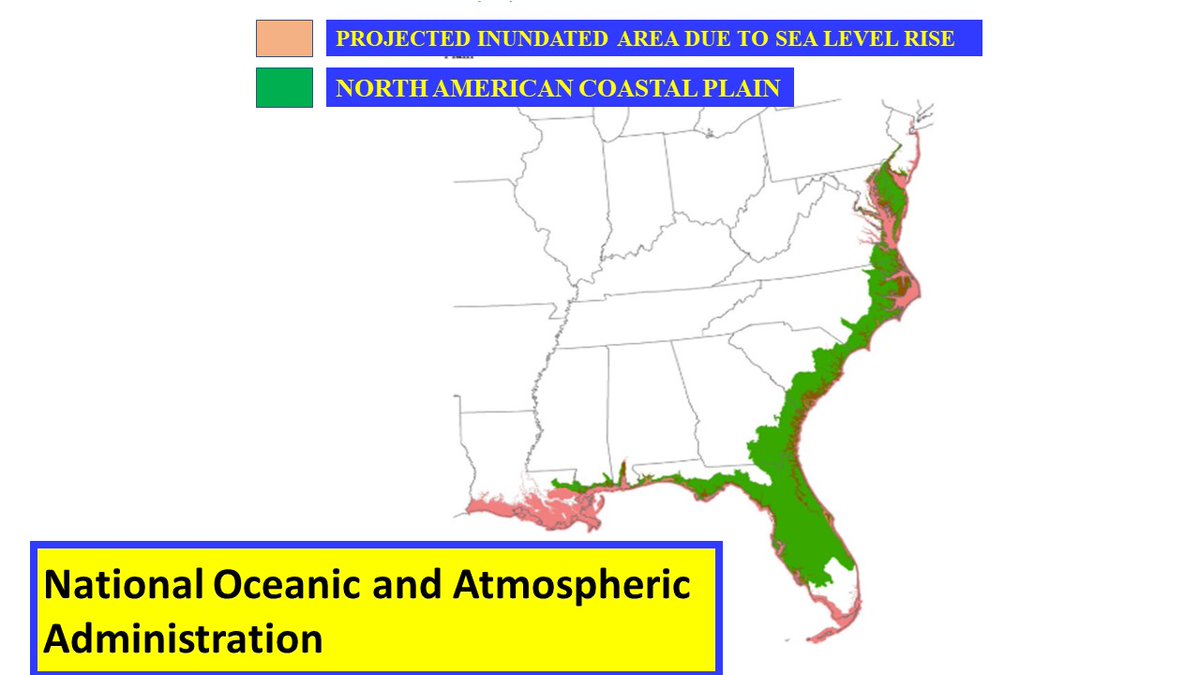 PROJECTED INUNDATED AREA DUE TO SEA LEVEL RISE
NORTH AMERICAN COASTAL PLAIN
National Oceanic and Atmospheric
Administration